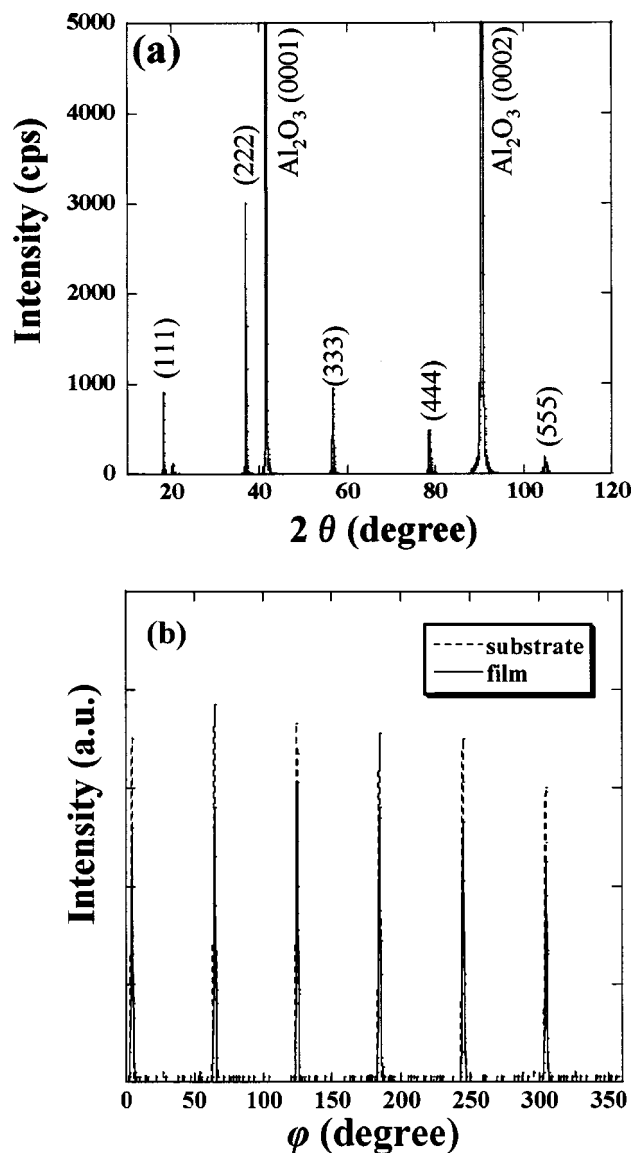 (a)
5000
4000
3000
2000
1000
0
Intensity (cps)
(111)
(222)
Al₂O₃ (0001)
(333)
(444)
Al₂O₃ (0002)
(555)
20
40
60
80
100
120
2 θ (degree)
(b)
substrate
film
Intensity (a.u.)
0
50
100
150
200
250
300
350
φ (degree)